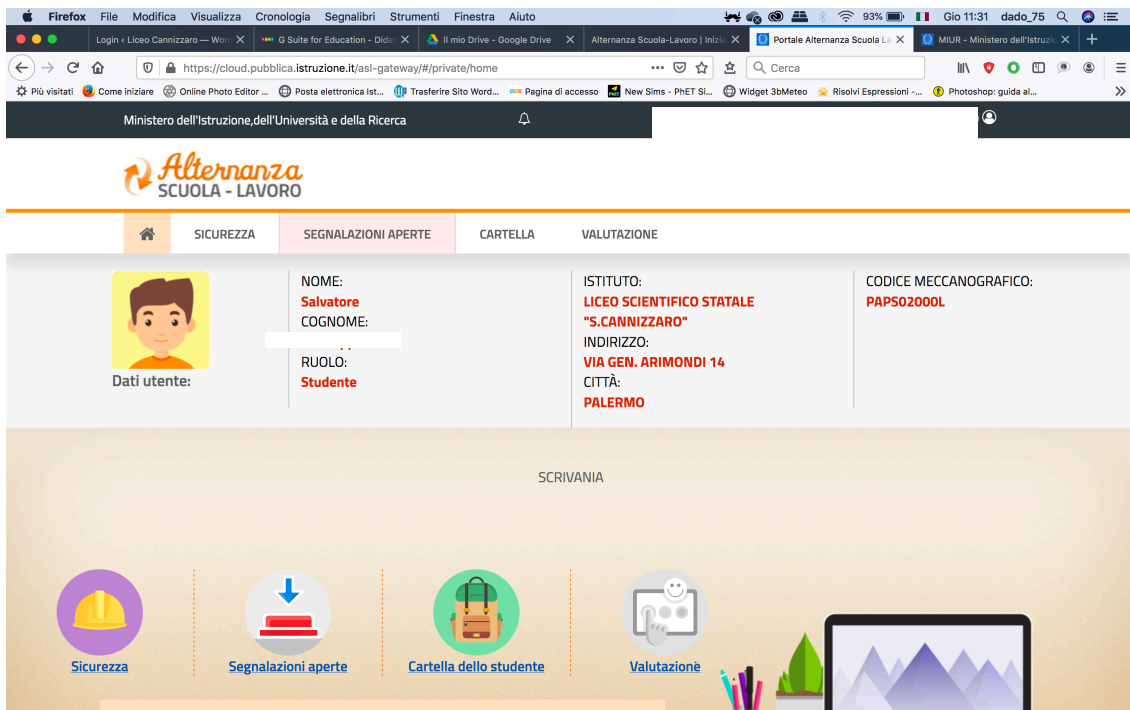 Firefox File Modifica Visualizza Cronologia Segnalibri Strumenti Finestra Aiuto 93% Gio 11:31 dado_75
Login ‹ Liceo Cannizzaro — Wor G Suite for Education - Didat Il mio Drive - Google Drive Alternanza Scuola-Lavoro | Inizia Portale Alternanza Scuola La MIUR - Ministero dell'Istruzio
https://cloud.pubblica.istruzione.it/asl-gateway/#/private/home Cerca
Più visitati Come iniziare Online Photo Editor ... Posta elettronica Ist... Trasferire Sito Word... Pagina di accesso New Sims - PhET Si... Widget 3bMeteo Risolvi Espressioni -... Photoshop: guida al...
Ministero dell'Istruzione,dell'Università e della Ricerca
Alternanza
SCUOLA - LAVORO
SICUREZZA SEGNALAZIONI APERTE CARTELLA VALUTAZIONE
NOME:
Salvatore
COGNOME:
RUOLO:
Studente
Dati utente:
ISTITUTO:
LICEO SCIENTIFICO STATALE
"S.CANNIZZARO"
INDIRIZZO:
VIA GEN. ARIMONDI 14
CITTÀ:
PALERMO
CODICE MECCANOGRAFICO:
PAPS02000L
SCRIVANIA
Sicurezza Segnalazioni aperte Cartella dello studente Valutazione